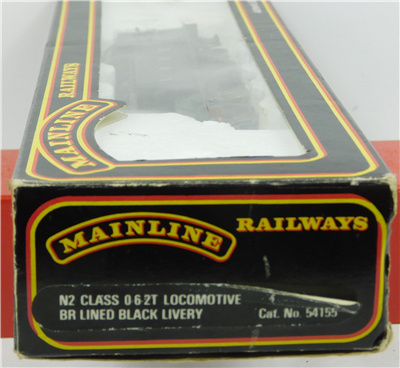 MAINLINE
RAILWAYS
MAINLINE
RAILWAYS
N2 CLASS 0·6·2T LOCOMOTIVE
BR LINED BLACK LIVERY Cat. No. 54155